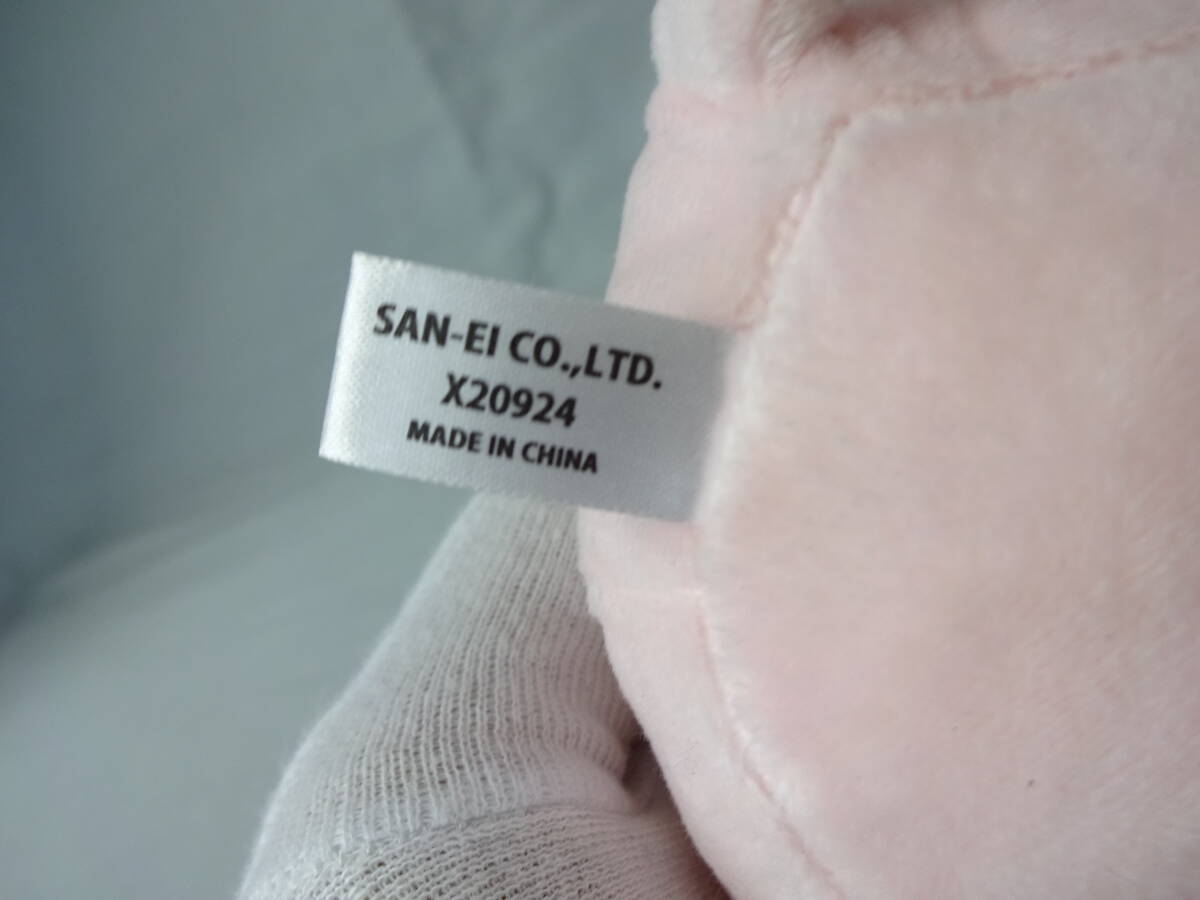 SAN-EI CO.,LTD.
X20924
MADE IN CHINA